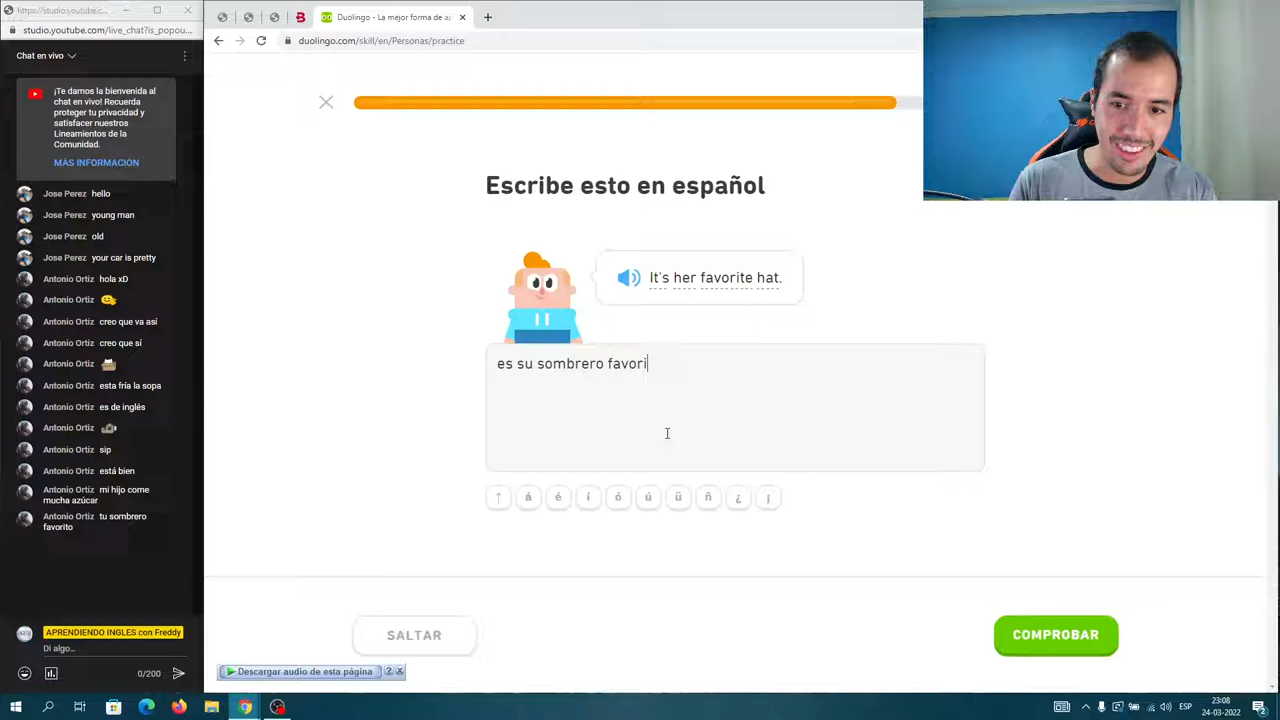 https://studio.youtube.c...
studio.youtube.com/live_chat?is_popou...
Chat en vivo
¡Te damos la bienvenida al
chat en vivo! Recuerda
proteger tu privacidad y
satisfacer nuestros
Lineamientos de la
Comunidad.
MÁS INFORMACIÓN
Jose Perez hello
Jose Perez young man
Jose Perez old
Jose Perez your car is pretty
Antonio Ortiz hola xD
Antonio Ortiz
Antonio Ortiz creo que va así
Antonio Ortiz creo que sí
Antonio Ortiz
Antonio Ortiz esta fría la sopa
Antonio Ortiz es de inglés
Antonio Ortiz
Antonio Ortiz sip
Antonio Ortiz está bien
Antonio Ortiz mi hijo come
mucha azúcar
Antonio Ortiz tu sombrero
favorito
APRENDIENDO INGLES con Freddy
Di algo...
0/200
Duolingo - La mejor forma de ap
duolingo.com/skill/en/Personas/practice
Escribe esto en español
It's her favorite hat.
es su sombrero favori
↑ á é í ó ú ü ñ ¿ ¡
SALTAR
COMPROBAR
Descargar audio de esta página ? X
ESP
23:08
24-03-2022
2